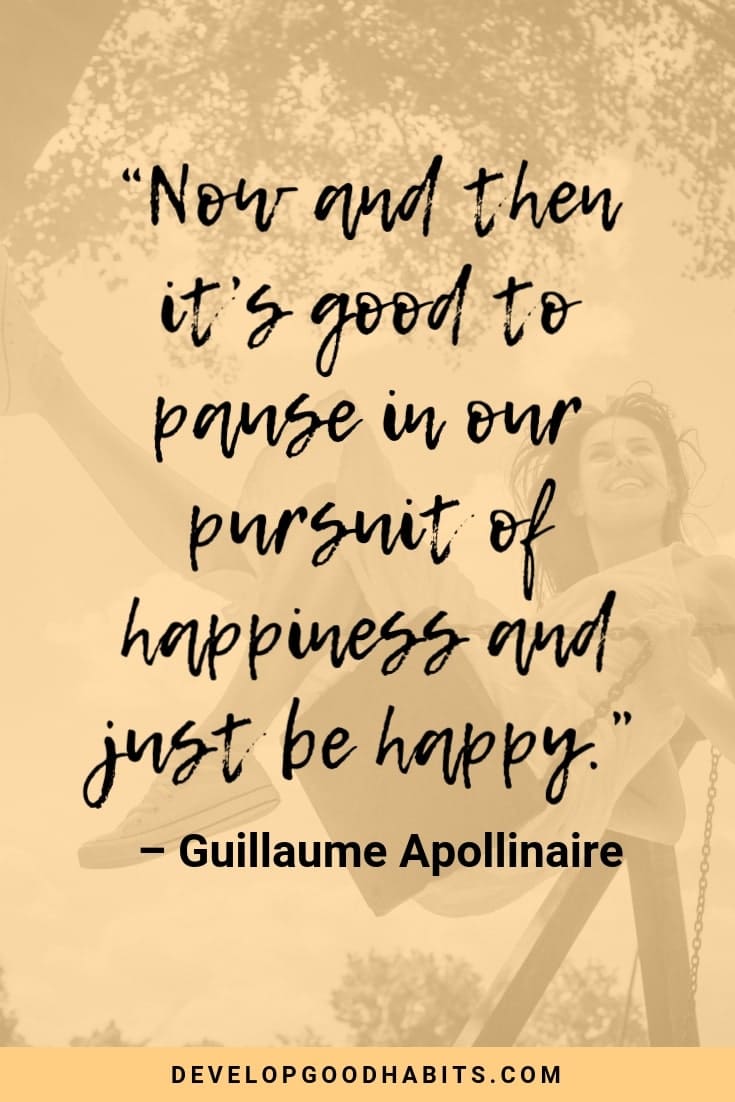 “Now and then
it’s good to
pause in our
pursuit of
happiness and
just be happy.”
– Guillaume Apollinaire
DEVELOPGOODHABITS.COM